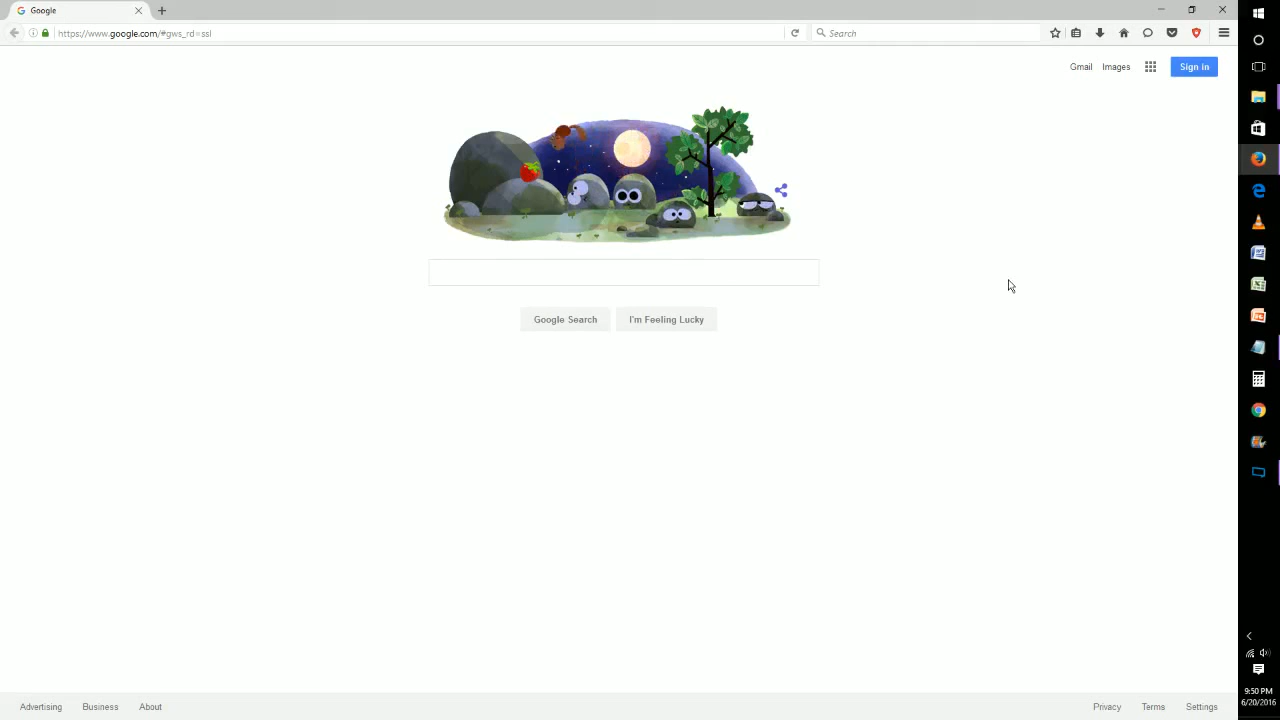 Google
https://www.google.com/#gws_rd=ssl
Search
Gmail
Images
Sign in
Google Search
I'm Feeling Lucky
Advertising
Business
About
Privacy
Terms
Settings
9:50 PM
6/20/2016